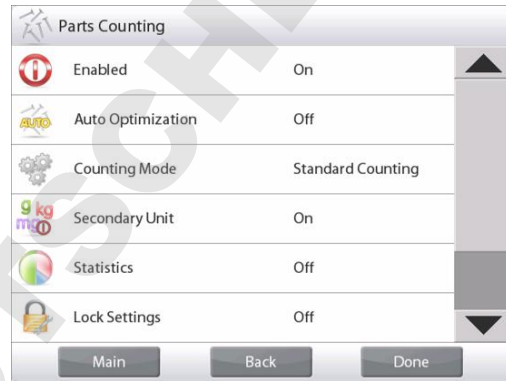 Parts Counting
Enabled On
AUTO Auto Optimization Off
Counting Mode Standard Counting
g kg mg Secondary Unit On
Statistics Off
Lock Settings Off
Main Back Done